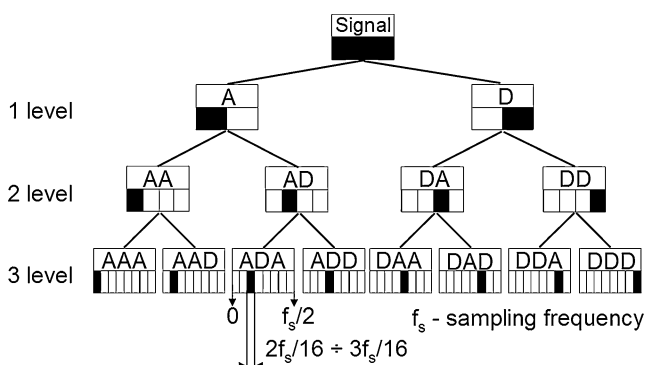 Signal
1 level
A
D
2 level
AA
AD
DA
DD
3 level
AAA
AAD
ADA
ADD
DAA
DAD
DDA
DDD
0
fs/2
fs - sampling frequency
2fs/16 ÷ 3fs/16